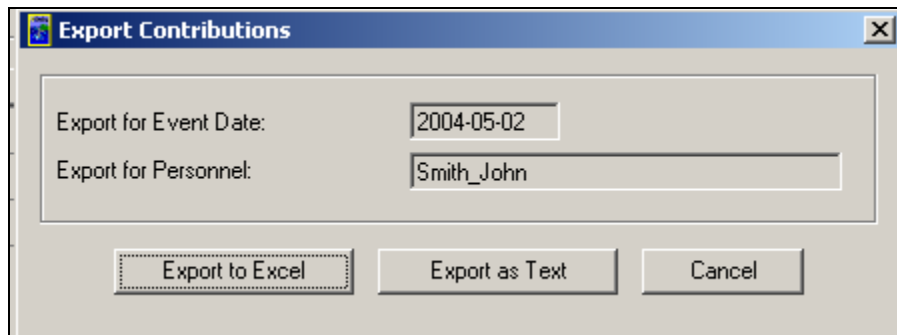 Export Contributions
Export for Event Date: 2004-05-02
Export for Personnel: Smith_John
Export to Excel Export as Text Cancel